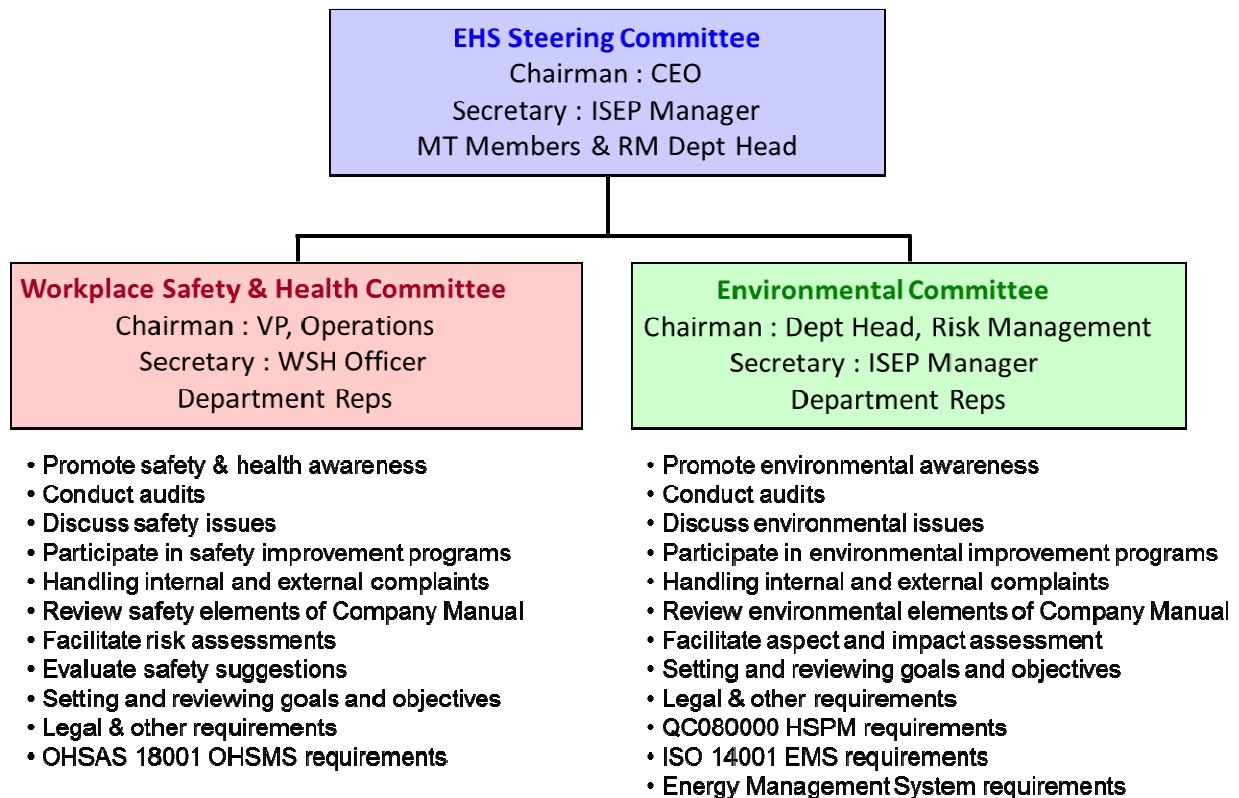 EHS Steering Committee
Chairman : CEO
Secretary : ISEP Manager
MT Members & RM Dept Head
Workplace Safety & Health Committee
Chairman : VP, Operations
Secretary : WSH Officer
Department Reps
Environmental Committee
Chairman : Dept Head, Risk Management
Secretary : ISEP Manager
Department Reps
• Promote safety & health awareness
• Conduct audits
• Discuss safety issues
• Participate in safety improvement programs
• Handling internal and external complaints
• Review safety elements of Company Manual
• Facilitate risk assessments
• Evaluate safety suggestions
• Setting and reviewing goals and objectives
• Legal & other requirements
• OHSAS 18001 OHSMS requirements
• Promote environmental awareness
• Conduct audits
• Discuss environmental issues
• Participate in environmental improvement programs
• Handling internal and external complaints
• Review environmental elements of Company Manual
• Facilitate aspect and impact assessment
• Setting and reviewing goals and objectives
• Legal & other requirements
• QC080000 HSPM requirements
• ISO 14001 EMS requirements
• Energy Management System requirements